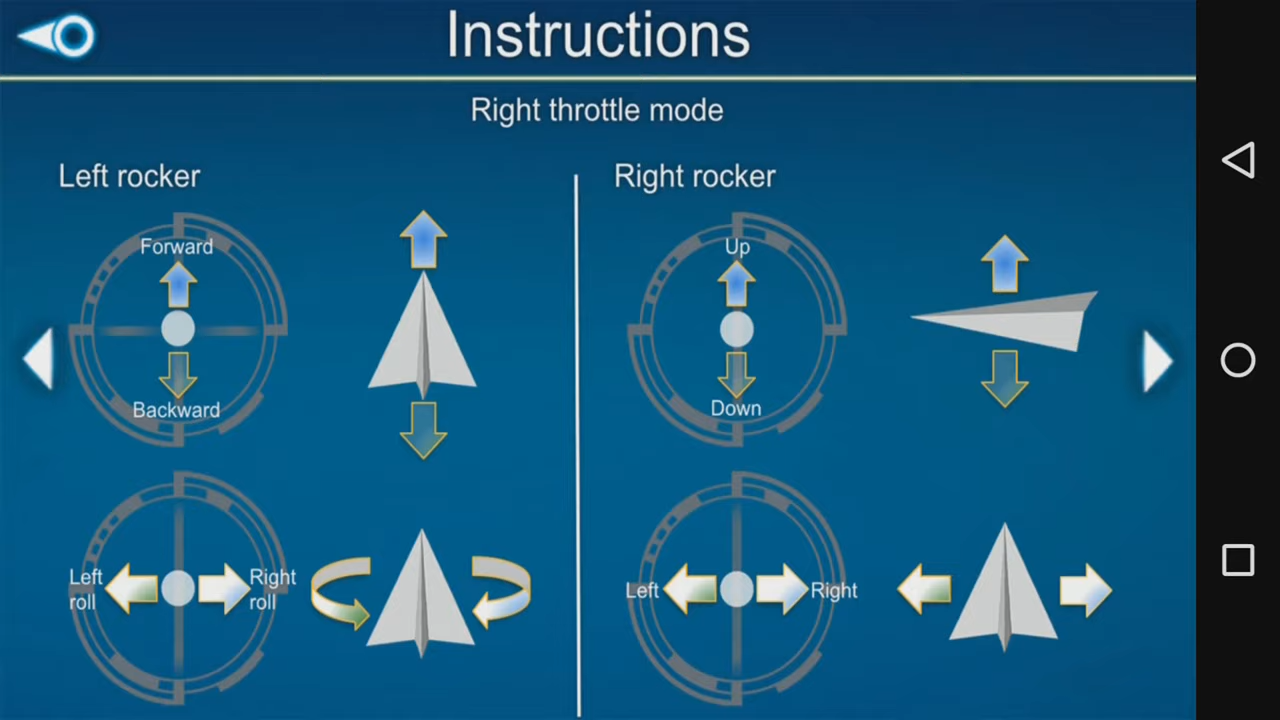 Instructions
Right throttle mode
Left rocker
Forward
Backward
Left
roll
Right
roll
Right rocker
Up
Down
Left
Right